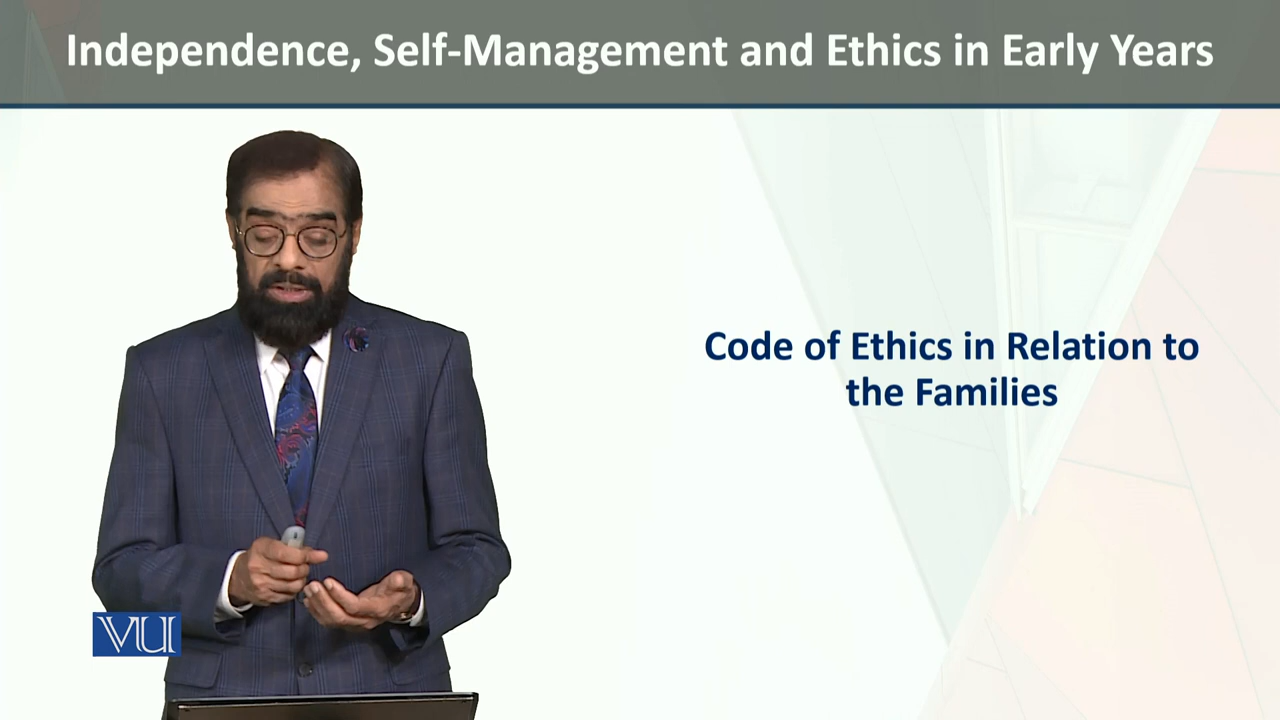 Independence, Self-Management and Ethics in Early Years
Code of Ethics in Relation to
the Families
VU